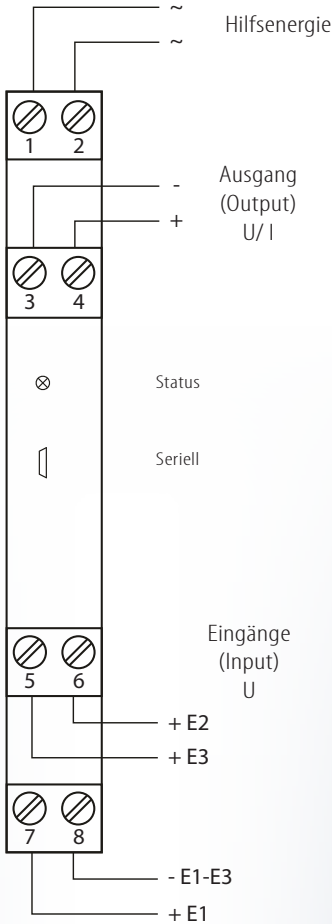 ~
Hilfsenergie
~
1 2
-
Ausgang
(Output)
+
U/ I
3 4
Status
Seriell
Eingänge
(Input)
U
5 6
+ E2
+ E3
7 8
- E1-E3
+ E1